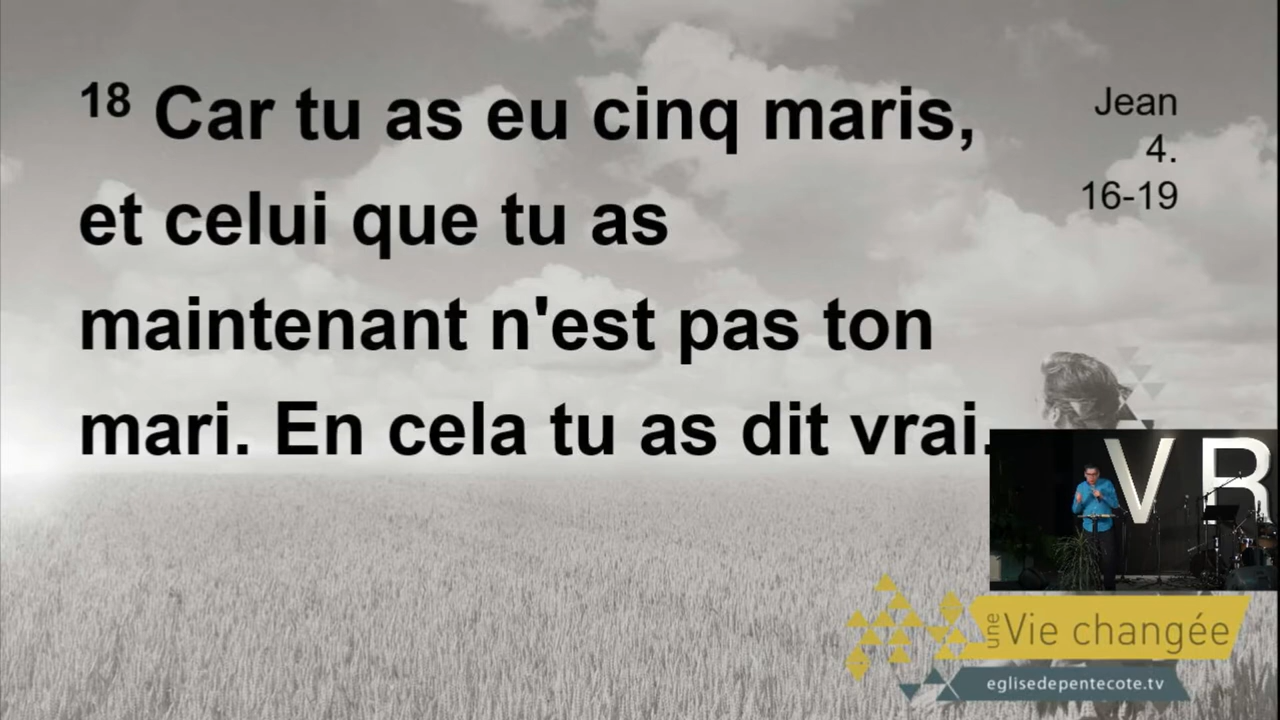 18 Car tu as eu cinq maris,
et celui que tu as
maintenant n'est pas ton
mari. En cela tu as dit vrai.
Jean
4.
16-19
V R
une Vie changée
eglisedepentecote.tv